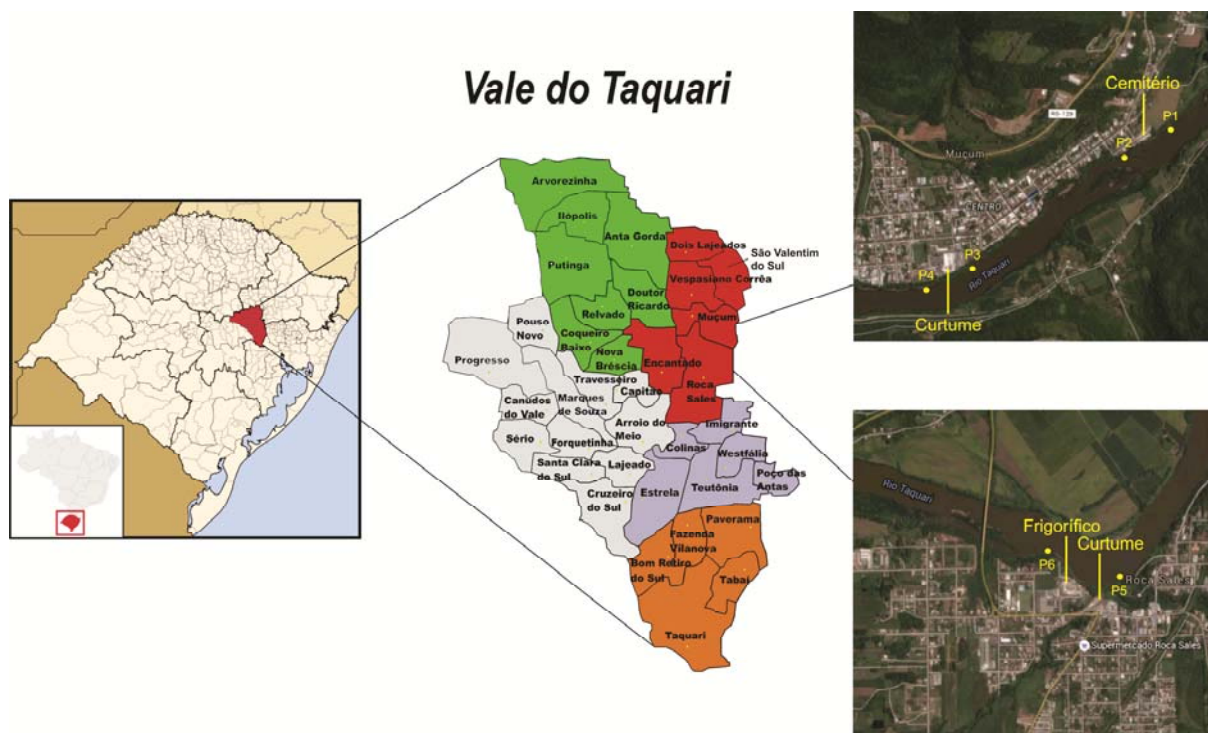 Vale do Taquari
Arvorezinha
Ilópolis
Anta Gorda
Dois Lajeados
São Valentim
do Sul
Putinga
Vespasiano Corrêa
Doutor
Ricardo
Relvado
Muçum
Pouso
Novo
Coqueiro
Baixo
Nova
Bréscia
Encantado
Progresso
Travesseiro
Capitão
Roca
Sales
Canudos
do Vale
Marques
de Souza
Arroio do
Meio
Imigrante
Sério
Forquetinha
Colinas
Westfália
Santa Clara
do Sul
Lajeado
Poço das
Antas
Cruzeiro
do Sul
Estrela
Teutônia
Paverama
Fazenda
Vilanova
Bom Retiro
do Sul
Tabaí
Taquari
Cemitério
P1
RS-129
P2
Muçum
CENTRO
P3
P4
Rio Taquari
Curtume
Rio Taquari
Frigorífico
Curtume
P6
Roca Sales
P5
Supermercado Roca Sales